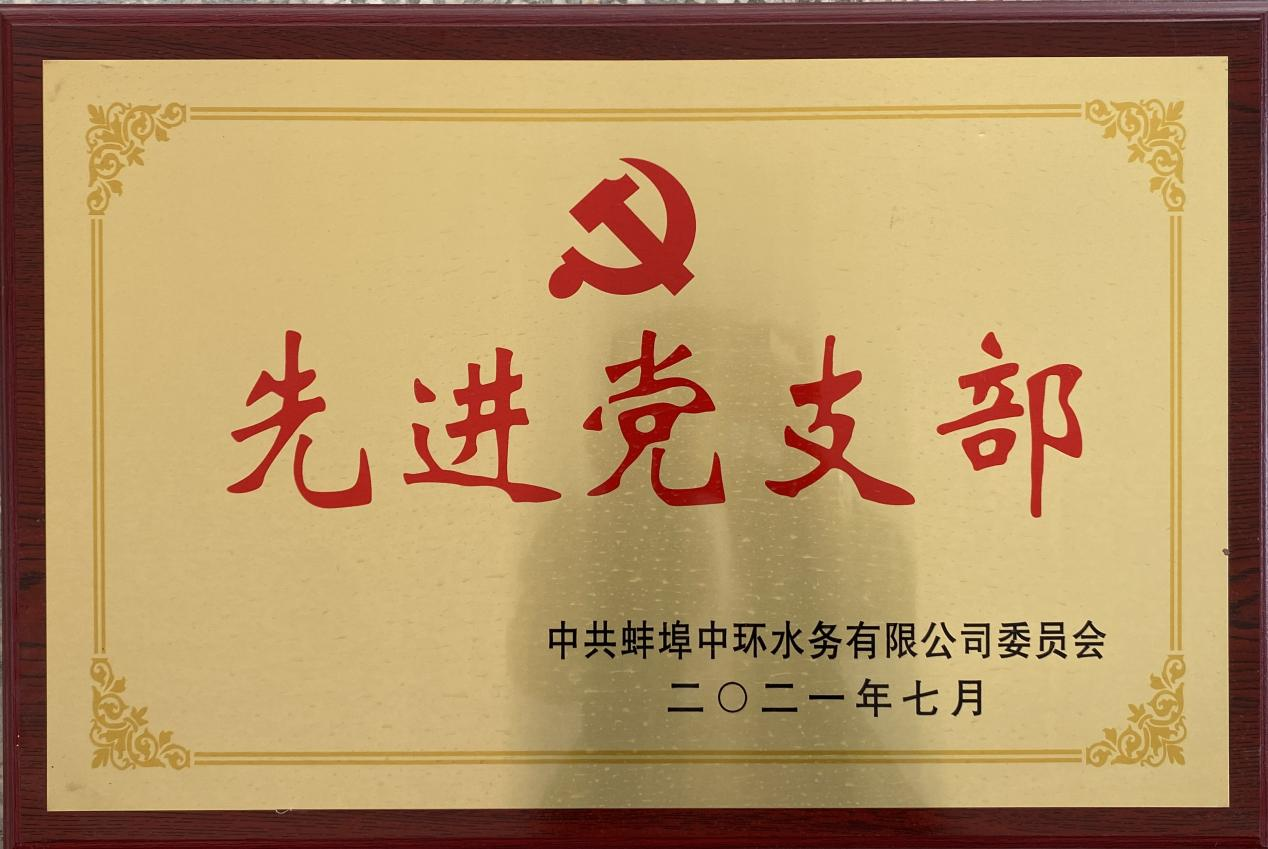 先进党支部
中共蚌埠中环水务有限公司委员会
二〇二一年七月